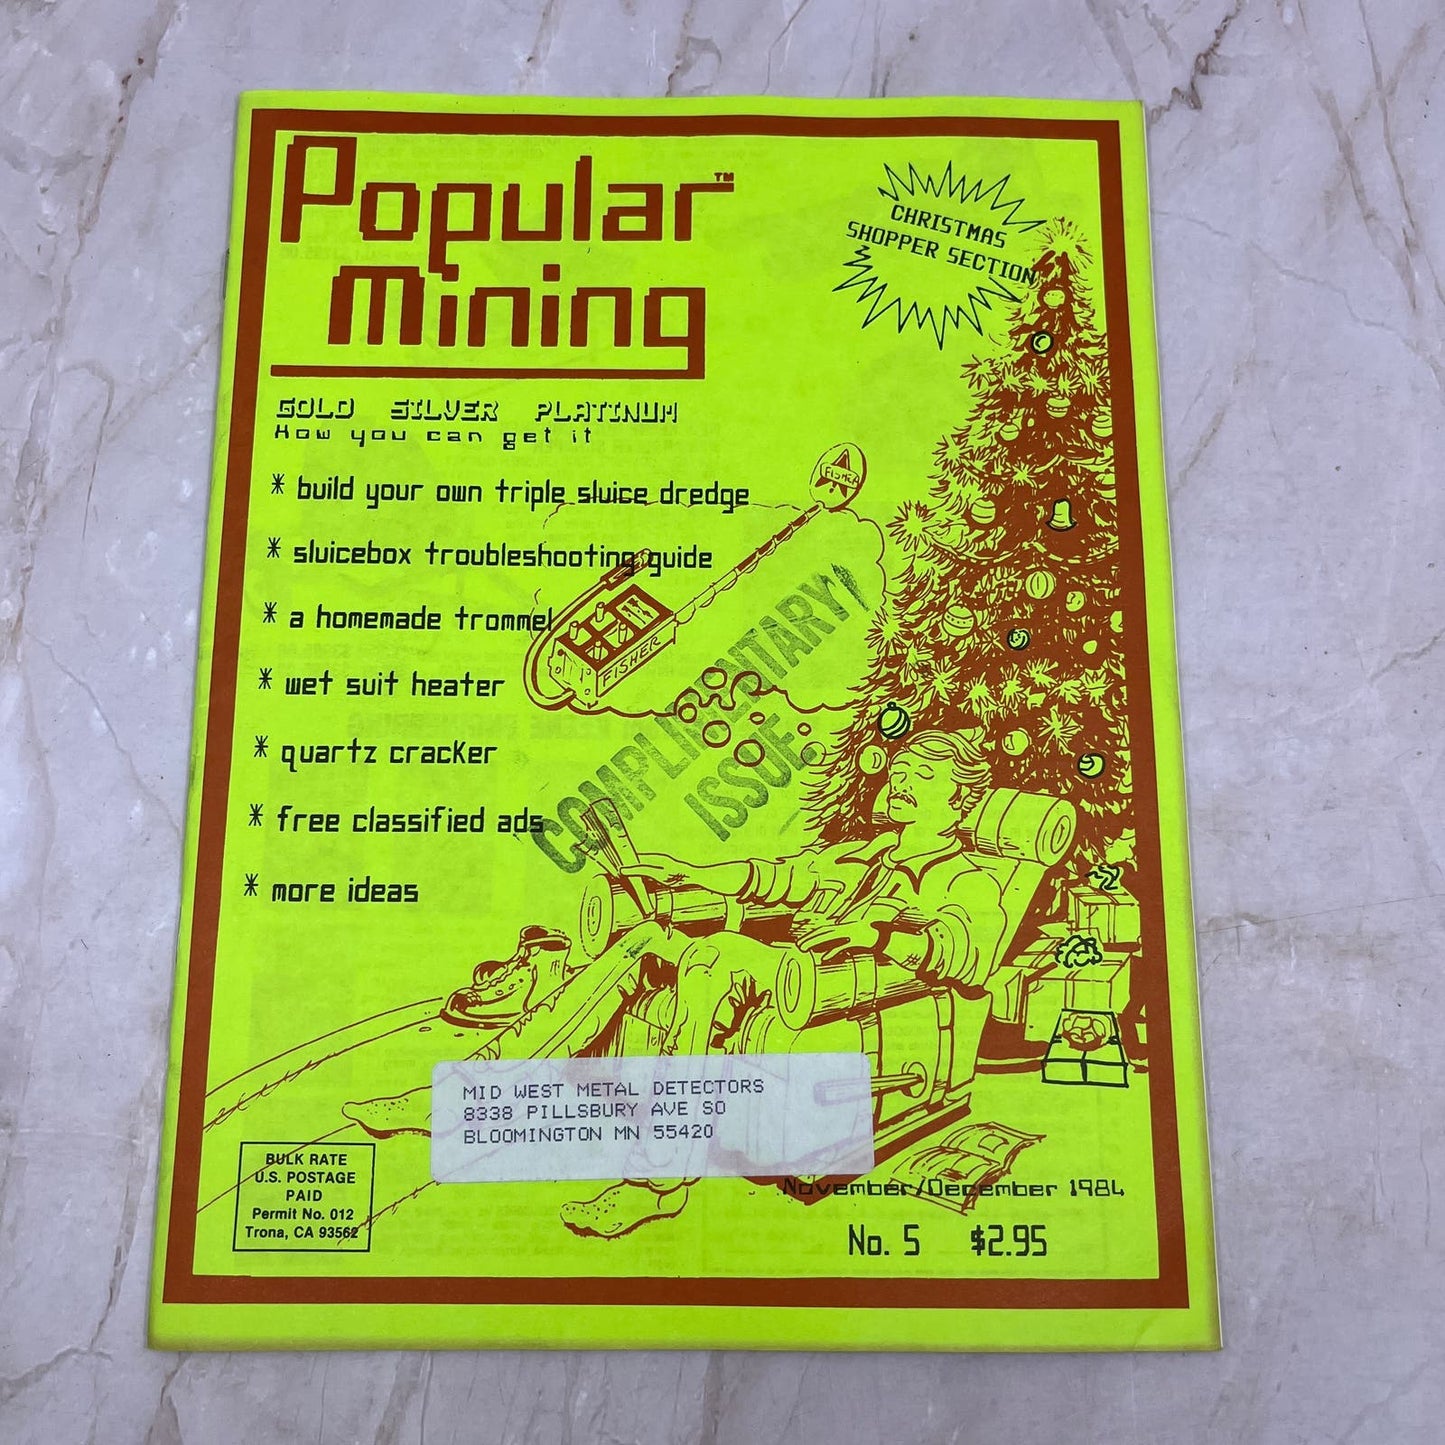 Popular™
Mining
CHRISTMAS
SHOPPER SECTION
GOLD SILVER PLATINUM
How you can get it
* build your own triple sluice dredge
* sluicebox troubleshooting guide
* a homemade trommel
* wet suit heater
* quartz cracker
* free classified ads
* more ideas
FISHER
FISHER
COMPLIMENTARY
ISSUE
MID WEST METAL DETECTORS
8338 PILLSBURY AVE SO
BLOOMINGTON MN 55420
BULK RATE
U.S. POSTAGE
PAID
Permit No. 012
Trona, CA 93562
November/December 1984
No. 5 $2.95